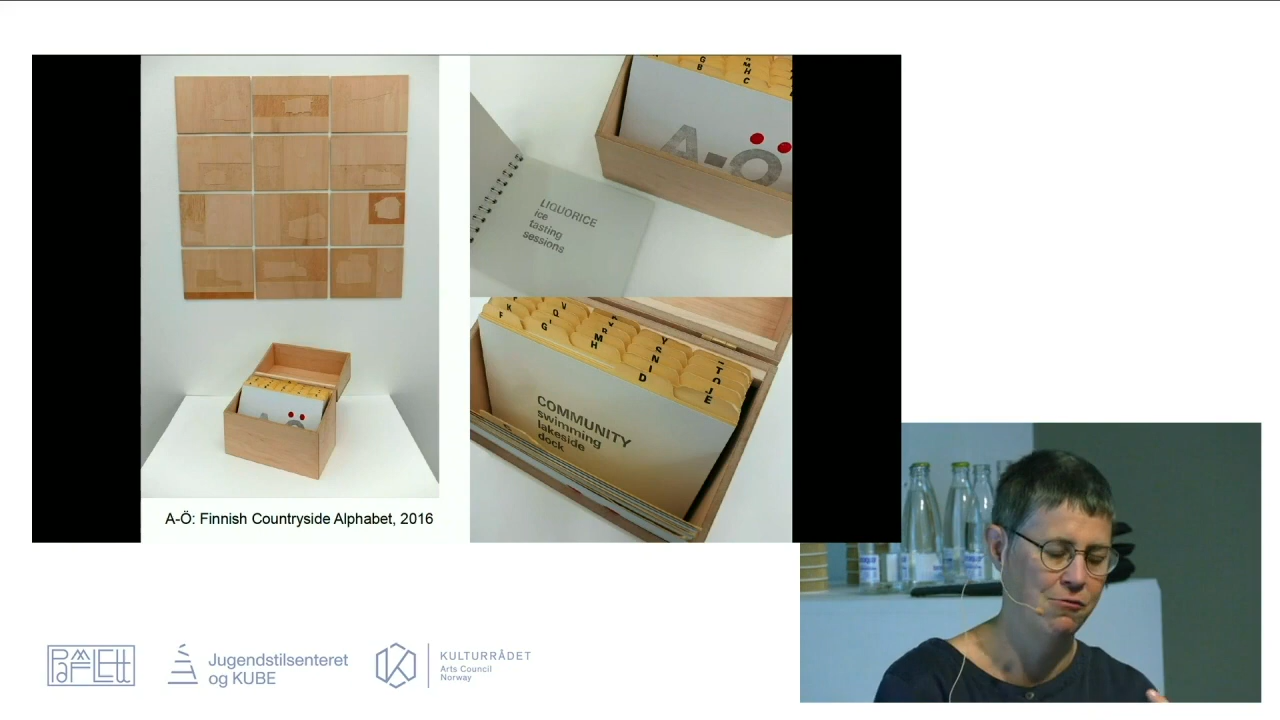 A-Ö
LIQUORICE
ice
tasting
sessions
COMMUNITY
swimming
lakeside
dock
A-Ö: Finnish Countryside Alphabet, 2016
PAMFLETT
Jugendstilsenteret
og KUBE
KULTURRÅDET
Arts Council
Norway